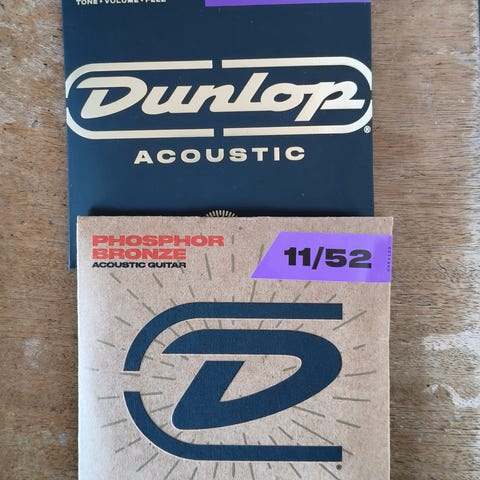 TONE • VOLUME • FEEL
DUNLOP®
ACOUSTIC
PHOSPHOR
BRONZE
ACOUSTIC GUITAR
11/52
D®